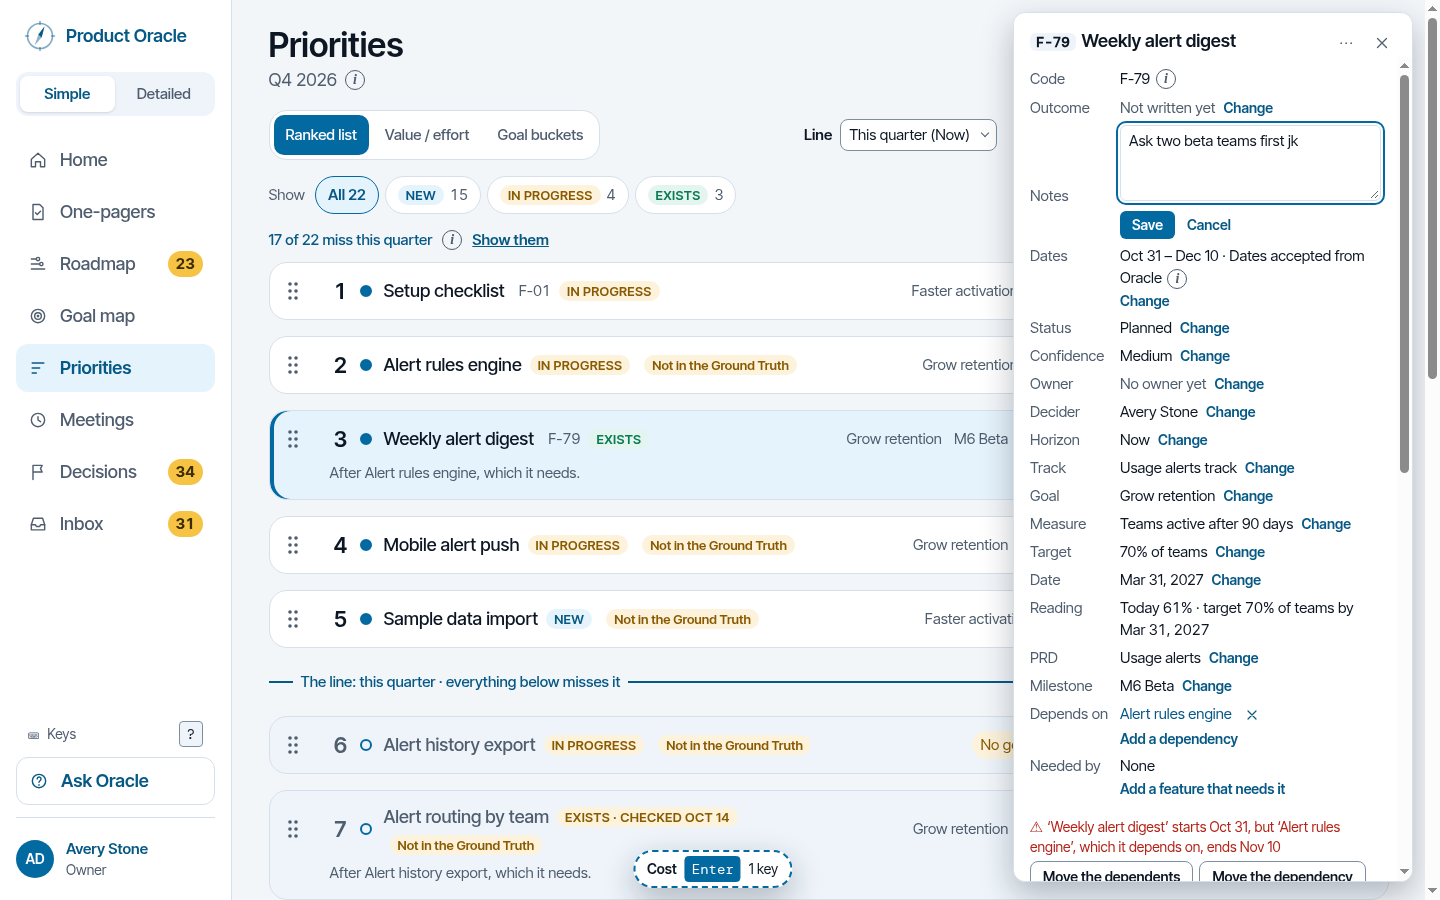 Product Oracle
Simple
Detailed
Home
One-pagers
Roadmap 23
Goal map
Priorities
Meetings
Decisions 34
Inbox 31
Keys ?
Ask Oracle
AD
Avery Stone
Owner
Priorities
Q4 2026 i
Ranked list
Value / effort
Goal buckets
Line This quarter (Now)
Show All 22 NEW 15 IN PROGRESS 4 EXISTS 3
17 of 22 miss this quarter i Show them
1 Setup checklist F-01 IN PROGRESS Faster activation
2 Alert rules engine IN PROGRESS Not in the Ground Truth Grow retention
3 Weekly alert digest F-79 EXISTS Grow retention M6 Beta
After Alert rules engine, which it needs.
4 Mobile alert push IN PROGRESS Not in the Ground Truth Grow retention
5 Sample data import NEW Not in the Ground Truth Faster activati
The line: this quarter · everything below misses it
6 Alert history export IN PROGRESS Not in the Ground Truth No g
7 Alert routing by team EXISTS · CHECKED OCT 14 Grow retention
Not in the Ground Truth
After Alert history export, which it needs.
Cost Enter 1 key
F-79 Weekly alert digest ...
Code F-79 i
Outcome Not written yet Change
Notes Ask two beta teams first jk
Save Cancel
Dates Oct 31 – Dec 10 · Dates accepted from
Oracle i
Change
Status Planned Change
Confidence Medium Change
Owner No owner yet Change
Decider Avery Stone Change
Horizon Now Change
Track Usage alerts track Change
Goal Grow retention Change
Measure Teams active after 90 days Change
Target 70% of teams Change
Date Mar 31, 2027 Change
Reading Today 61% · target 70% of teams by
Mar 31, 2027
PRD Usage alerts Change
Milestone M6 Beta Change
Depends on Alert rules engine
Add a dependency
Needed by None
Add a feature that needs it
⚠ ‘Weekly alert digest’ starts Oct 31, but ‘Alert rules
engine’, which it depends on, ends Nov 10
Move the dependents Move the dependency